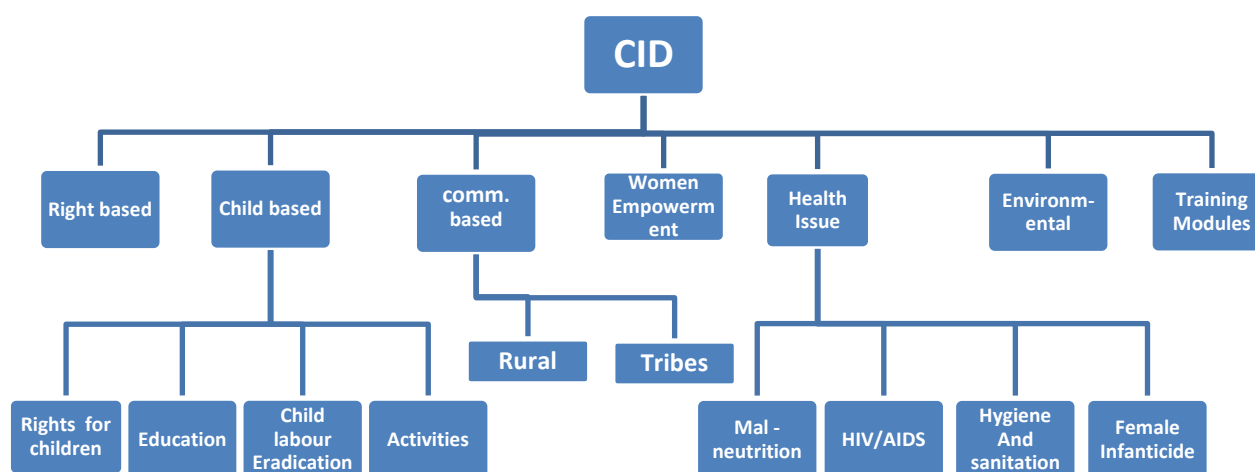 CID
Right based
Child based
comm.
based
Women
Empowerm
ent
Health
Issue
Environm-
ental
Training
Modules
Rural
Tribes
Rights for
children
Education
Child
labour
Eradication
Activities
Mal -
neutrition
HIV/AIDS
Hygiene
And
sanitation
Female
Infanticide